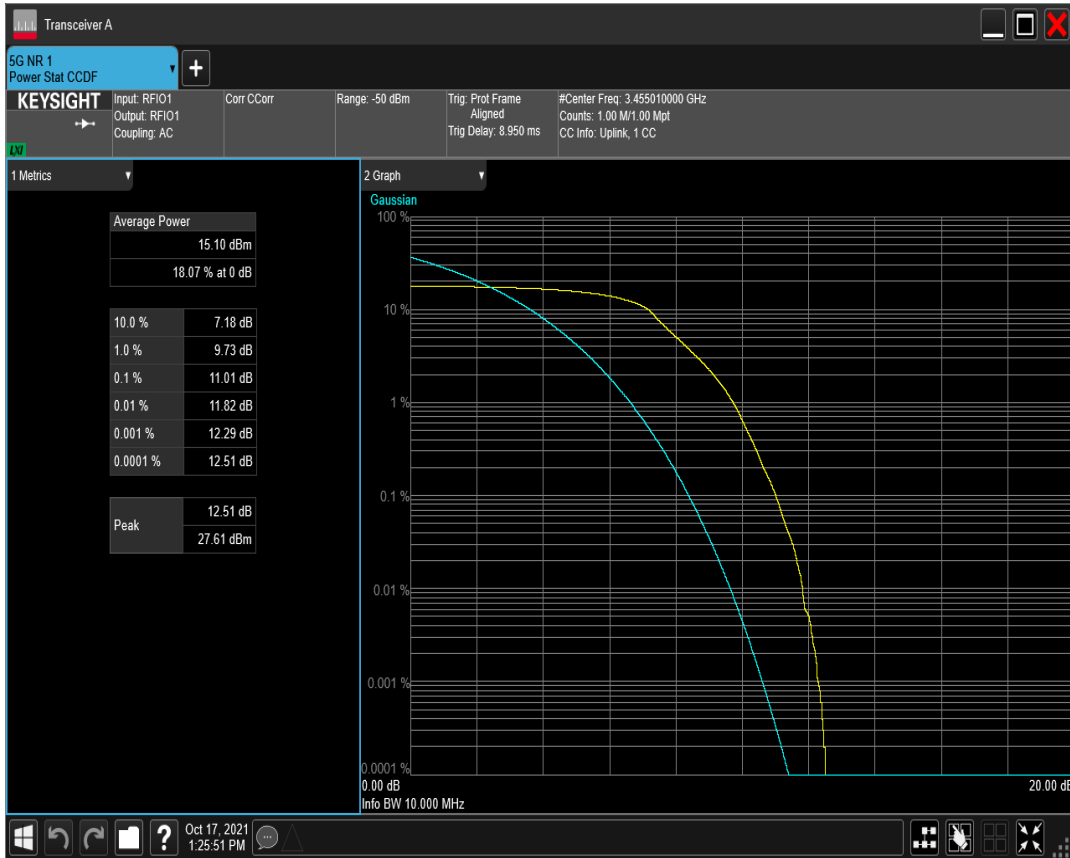 Transceiver A
5G NR 1
Power Stat CCDF
KEYSIGHT
LXI
Input: RFIO1
Output: RFIO1
Coupling: AC
Corr CCorr
Range: -50 dBm
Trig: Prot Frame
Aligned
Trig Delay: 8.950 ms
#Center Freq: 3.455010000 GHz
Counts: 1.00 M/1.00 Mpt
CC Info: Uplink, 1 CC
1 Metrics
Average Power
15.10 dBm
18.07 % at 0 dB
10.0 % 7.18 dB
1.0 % 9.73 dB
0.1 % 11.01 dB
0.01 % 11.82 dB
0.001 % 12.29 dB
0.0001 % 12.51 dB
Peak
12.51 dB
27.61 dBm
2 Graph
Gaussian
100 %
10 %
1 %
0.1 %
0.01 %
0.001 %
0.0001 %
0.00 dB 20.00 dB
Info BW 10.000 MHz
Oct 17, 2021
1:25:51 PM